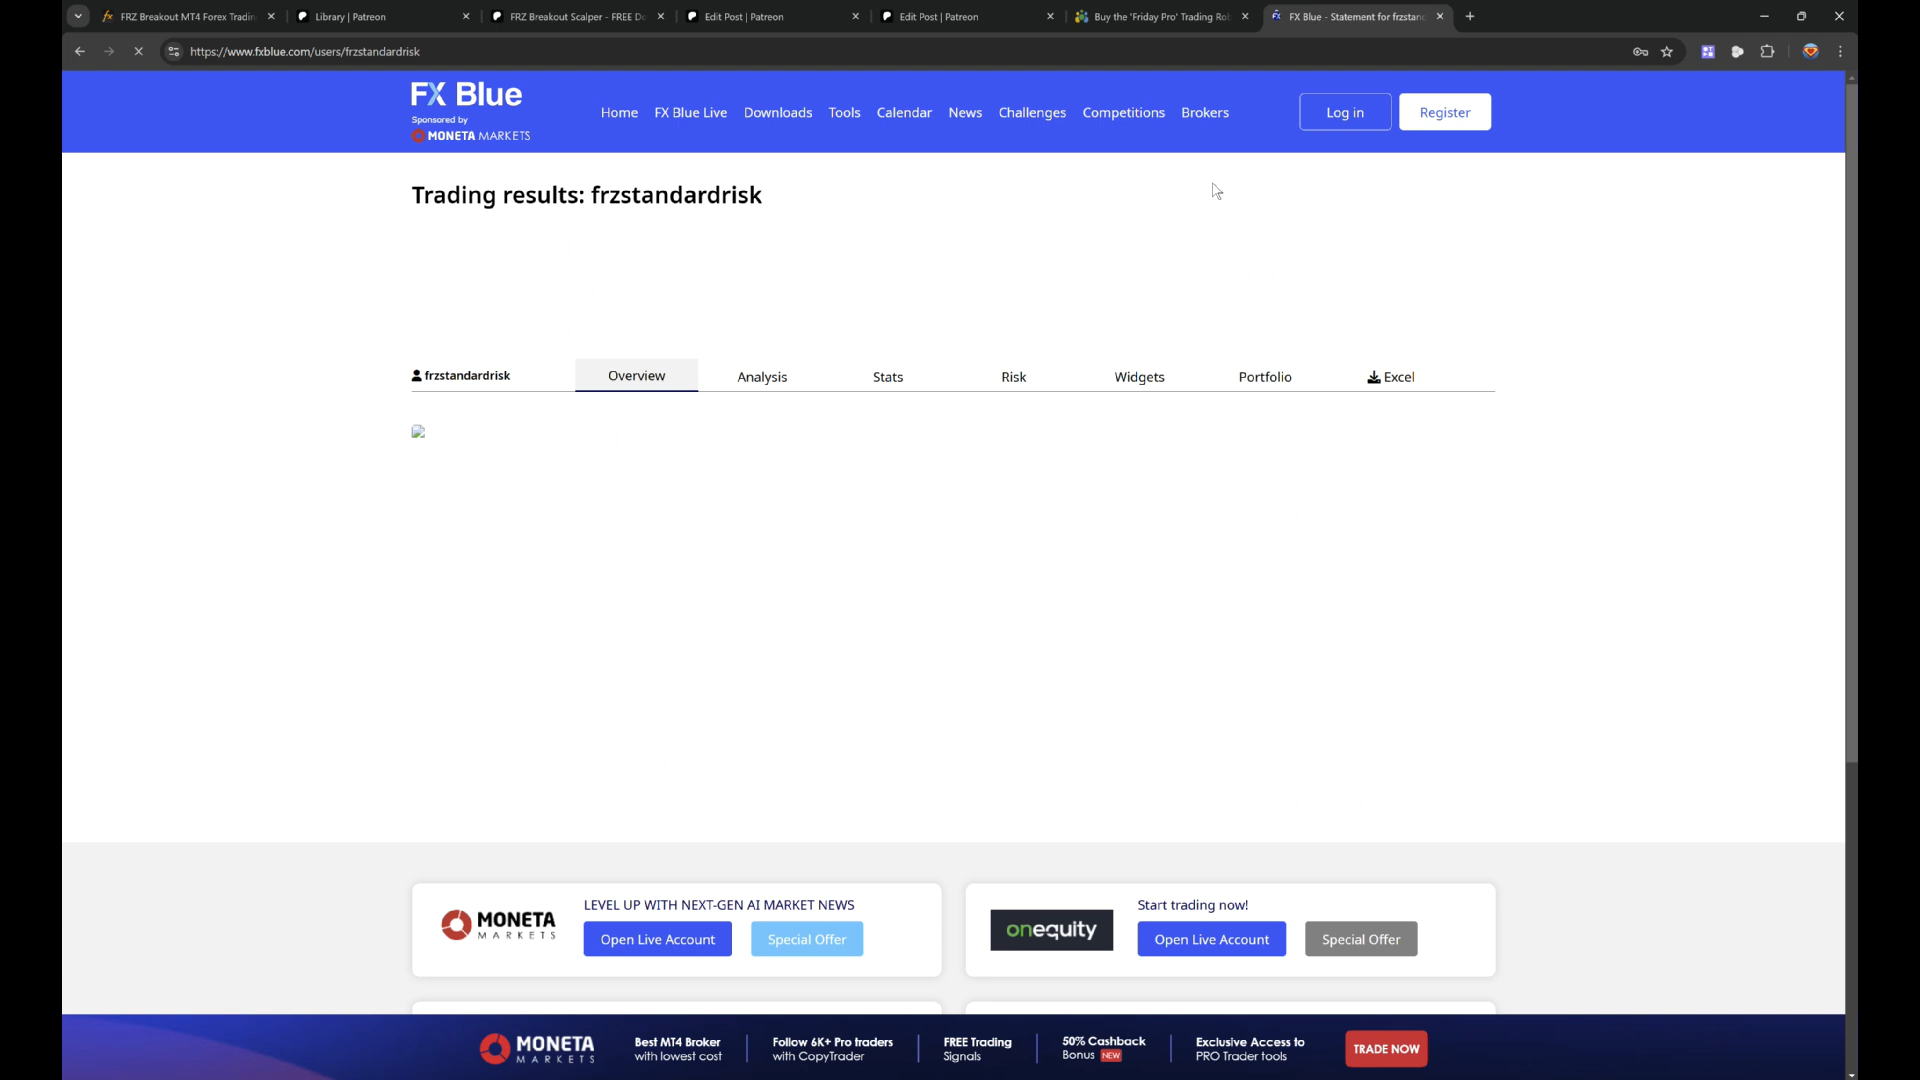 FRZ Breakout MT4 Forex Tradin
Library | Patreon
FRZ Breakout Scalper - FREE Do
Edit Post | Patreon
Edit Post | Patreon
Buy the 'Friday Pro' Trading Ro
FX Blue - Statement for frzstan
https://www.fxblue.com/users/frzstandardrisk
FX Blue
Sponsored by
MONETA MARKETS
Home
FX Blue Live
Downloads
Tools
Calendar
News
Challenges
Competitions
Brokers
Log in
Register
Trading results: frzstandardrisk
frzstandardrisk
Overview
Analysis
Stats
Risk
Widgets
Portfolio
Excel
MONETA
MARKETS
LEVEL UP WITH NEXT-GEN AI MARKET NEWS
Open Live Account
Special Offer
onequity
Start trading now!
Open Live Account
Special Offer
MONETA
MARKETS
Best MT4 Broker
with lowest cost
Follow 6K+ Pro traders
with CopyTrader
FREE Trading
Signals
50% Cashback
Bonus NEW
Exclusive Access to
PRO Trader tools
TRADE NOW